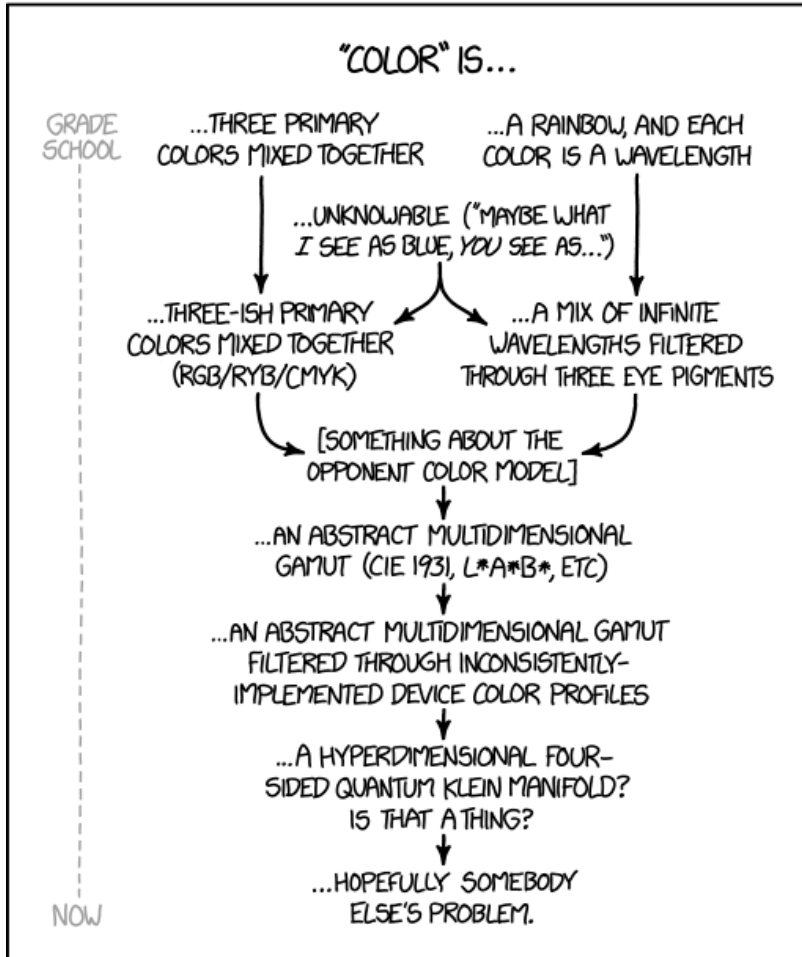 "COLOR" IS...
GRADE
SCHOOL
...THREE PRIMARY
COLORS MIXED TOGETHER
...A RAINBOW, AND EACH
COLOR IS A WAVELENGTH
...UNKNOWABLE ("MAYBE WHAT
I SEE AS BLUE, YOU SEE AS...")
...THREE-ISH PRIMARY
COLORS MIXED TOGETHER
(RGB/RYB/CMYK)
...A MIX OF INFINITE
WAVELENGTHS FILTERED
THROUGH THREE EYE PIGMENTS
[SOMETHING ABOUT THE
OPPONENT COLOR MODEL]
...AN ABSTRACT MULTIDIMENSIONAL
GAMUT (CIE 1931, L*A*B*, ETC)
...AN ABSTRACT MULTIDIMENSIONAL GAMUT
FILTERED THROUGH INCONSISTENTLY-
IMPLEMENTED DEVICE COLOR PROFILES
...A HYPERDIMENSIONAL FOUR-
SIDED QUANTUM KLEIN MANIFOLD?
IS THAT A THING?
...HOPEFULLY SOMEBODY
ELSE'S PROBLEM.
NOW